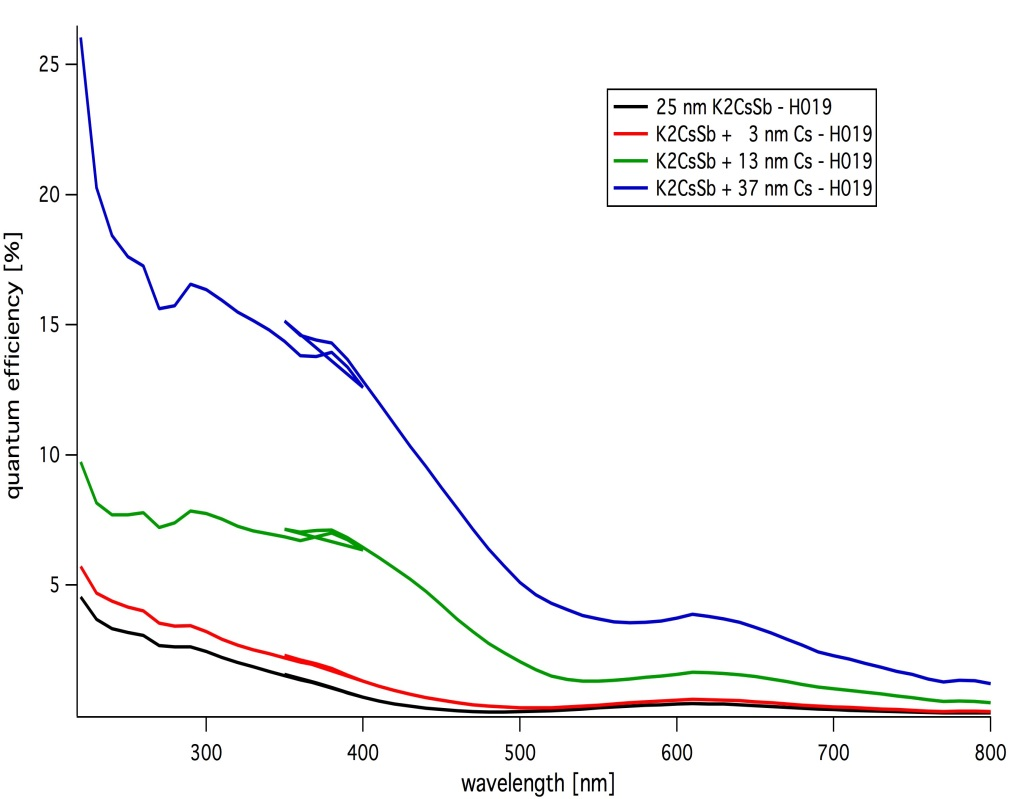 quantum efficiency [%]
25
20
15
10
5
25 nm K2CsSb - H019
K2CsSb +   3 nm Cs - H019
K2CsSb + 13 nm Cs - H019
K2CsSb + 37 nm Cs - H019
300 400 500 600 700 800
wavelength [nm]